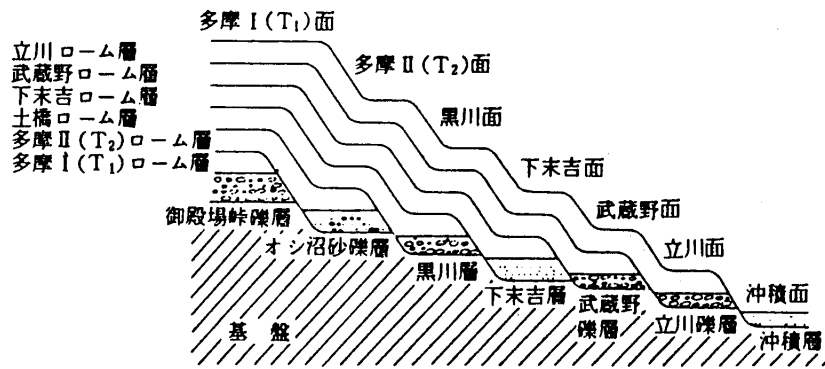 多摩Ⅰ(T₁)面
多摩Ⅱ(T₂)面
黒川面
下末吉面
武蔵野面
立川面
沖積面
立川ローム層
武蔵野ローム層
下末吉ローム層
土橋ローム層
多摩Ⅱ(T₂)ローム層
多摩Ⅰ(T₁)ローム層
御殿場峠礫層
オシ沼砂礫層
黒川層
下末吉層
武蔵野
礫層
立川礫層
沖積層
基盤